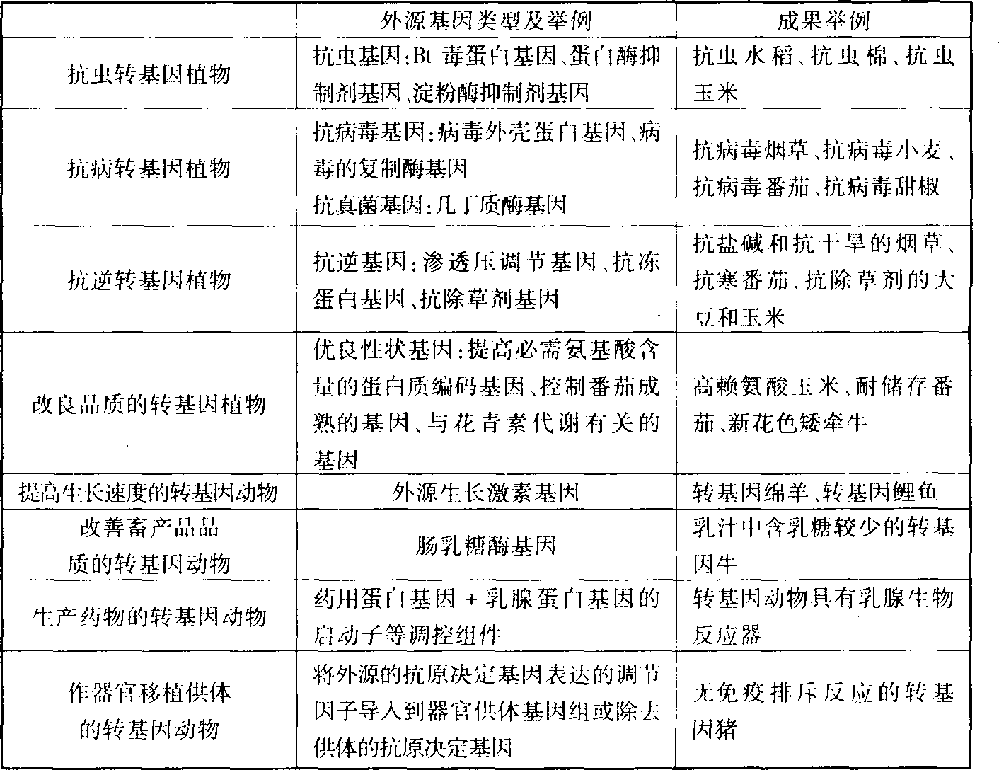 外源基因类型及举例
成果举例
抗虫转基因植物
抗虫基因:Bt 毒蛋白基因、蛋白酶抑
制剂基因、淀粉酶抑制剂基因
抗虫水稻、抗虫棉、抗虫
玉米
抗病转基因植物
抗病毒基因:病毒外壳蛋白基因、病
毒的复制酶基因
抗真菌基因:几丁质酶基因
抗病毒烟草、抗病毒小麦、
抗病毒番茄、抗病毒甜椒
抗逆转基因植物
抗逆基因:渗透压调节基因、抗冻
蛋白基因、抗除草剂基因
抗盐碱和抗干旱的烟草、
抗寒番茄、抗除草剂的大
豆和玉米
改良品质的转基因植物
优良性状基因:提高必需氨基酸含
量的蛋白质编码基因、控制番茄成
熟的基因、与花青素代谢有关的
基因
高赖氨酸玉米、耐储存番
茄、新花色矮牵牛
提高生长速度的转基因动物
外源生长激素基因
转基因绵羊、转基因鲤鱼
改善畜产品品
质的转基因动物
肠乳糖酶基因
乳汁中含乳糖较少的转基
因牛
生产药物的转基因动物
药用蛋白基因+乳腺蛋白基因的
启动子等调控组件
转基因动物具有乳腺生物
反应器
作器官移植供体
的转基因动物
将外源的抗原决定基因表达的调节
因子导入到器官供体基因组或除去
供体的抗原决定基因
无免疫排斥反应的转基
因猪